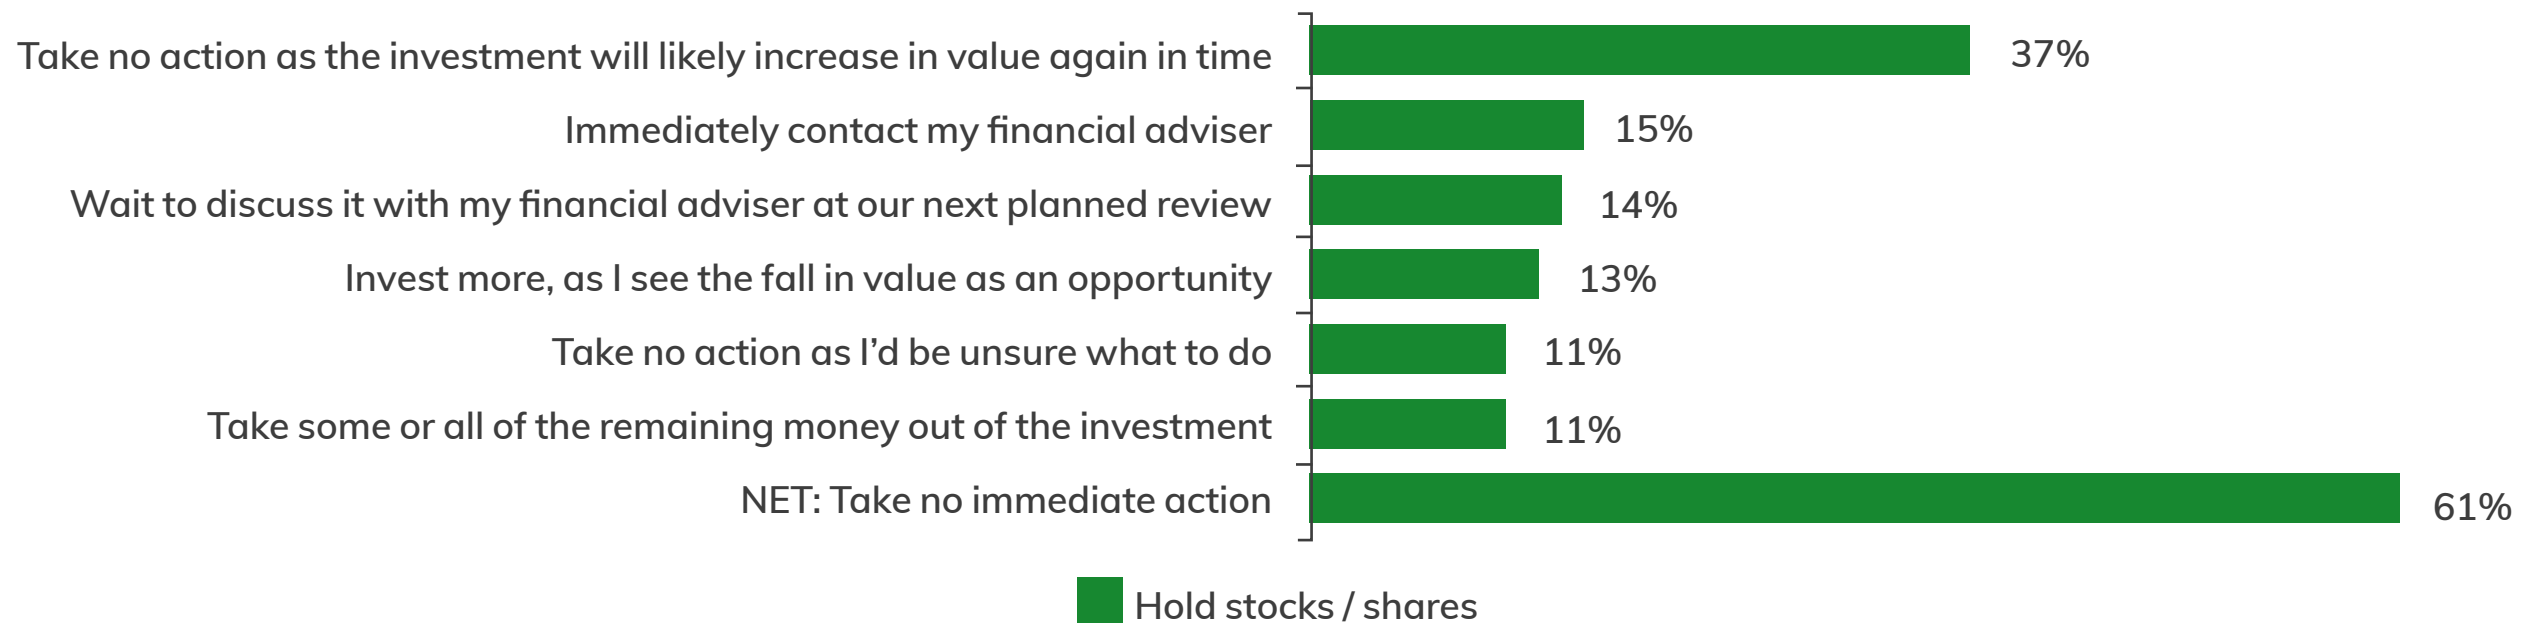 Take no action as the investment will likely increase in value again in time 37%
Immediately contact my financial adviser 15%
Wait to discuss it with my financial adviser at our next planned review 14%
Invest more, as I see the fall in value as an opportunity 13%
Take no action as I’d be unsure what to do 11%
Take some or all of the remaining money out of the investment 11%
NET: Take no immediate action 61%
Hold stocks / shares